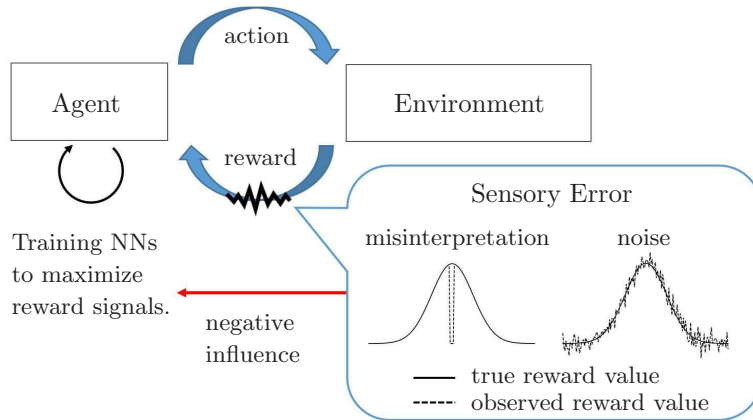 action
Agent
Environment
reward
Sensory Error
misinterpretation
noise
Training NNs
to maximize
reward signals.
negative
influence
true reward value
observed reward value